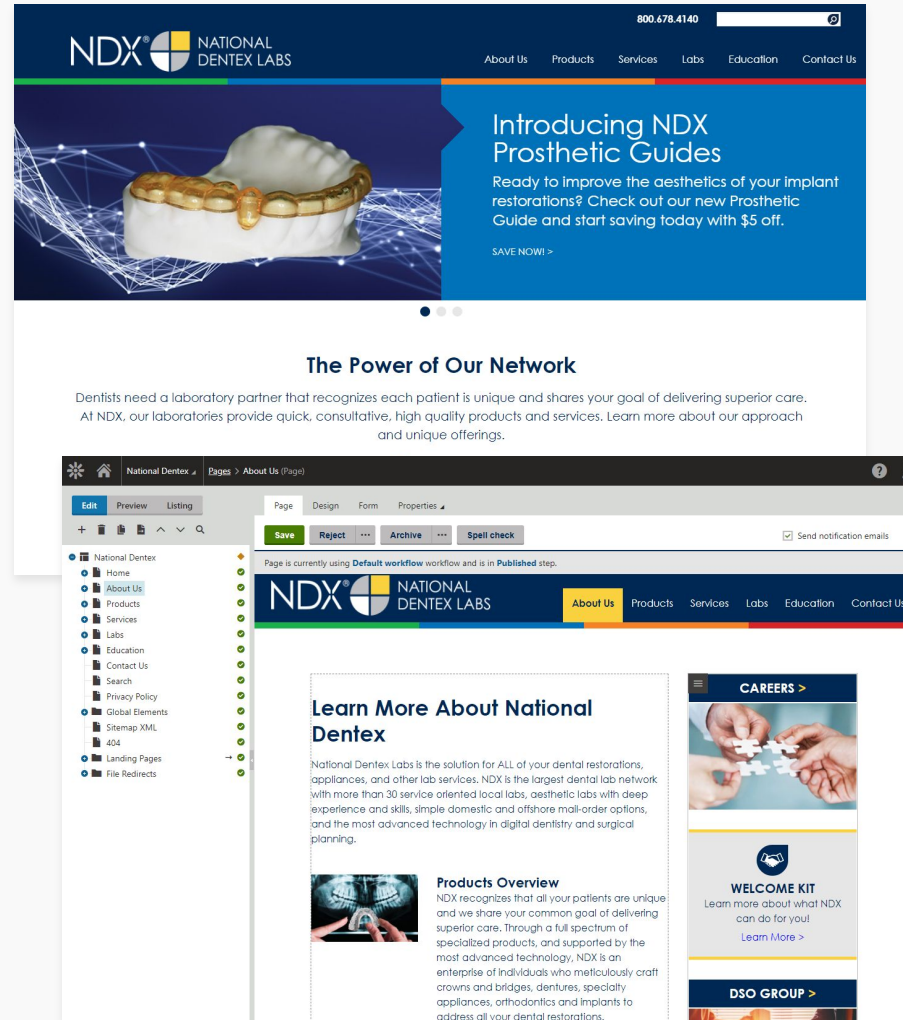 800.678.4140
NDX® NATIONAL
DENTEX LABS
About Us Products Services Labs Education Contact Us
Introducing NDX
Prosthetic Guides
Ready to improve the aesthetics of your implant
restorations? Check out our new Prosthetic
Guide and start saving today with $5 off.
SAVE NOW! >
The Power of Our Network
Dentists need a laboratory partner that recognizes each patient is unique and shares your goal of delivering superior care.
At NDX, our laboratories provide quick, consultative, high quality products and services. Learn more about our approach
and unique offerings.
National Dentex Pages > About Us (Page)
Edit Preview Listing
Page Design Form Properties
Save Reject ··· Archive ··· Spell check
Send notification emails
Page is currently using Default workflow workflow and is in Published step.
National Dentex
Home
About Us
Products
Services
Labs
Education
Contact Us
Search
Privacy Policy
Global Elements
Sitemap XML
404
Landing Pages
File Redirects
NDX® NATIONAL
DENTEX LABS
About Us Products Services Labs Education Contact Us
Learn More About National
Dentex
National Dentex Labs is the solution for ALL of your dental restorations,
appliances, and other lab services. NDX is the largest dental lab network
with more than 30 service oriented local labs, aesthetic labs with deep
experience and skills, simple domestic and offshore mail-order options,
and the most advanced technology in digital dentistry and surgical
planning.
Products Overview
NDX recognizes that all your patients are unique
and we share your common goal of delivering
superior care. Through a full spectrum of
specialized products, and supported by the
most advanced technology, NDX is an
enterprise of individuals who meticulously craft
crowns and bridges, dentures, specialty
appliances, orthodontics and implants to
address all your dental restorations.
CAREERS >
WELCOME KIT
Learn more about what NDX
can do for you!
Learn More >
DSO GROUP >